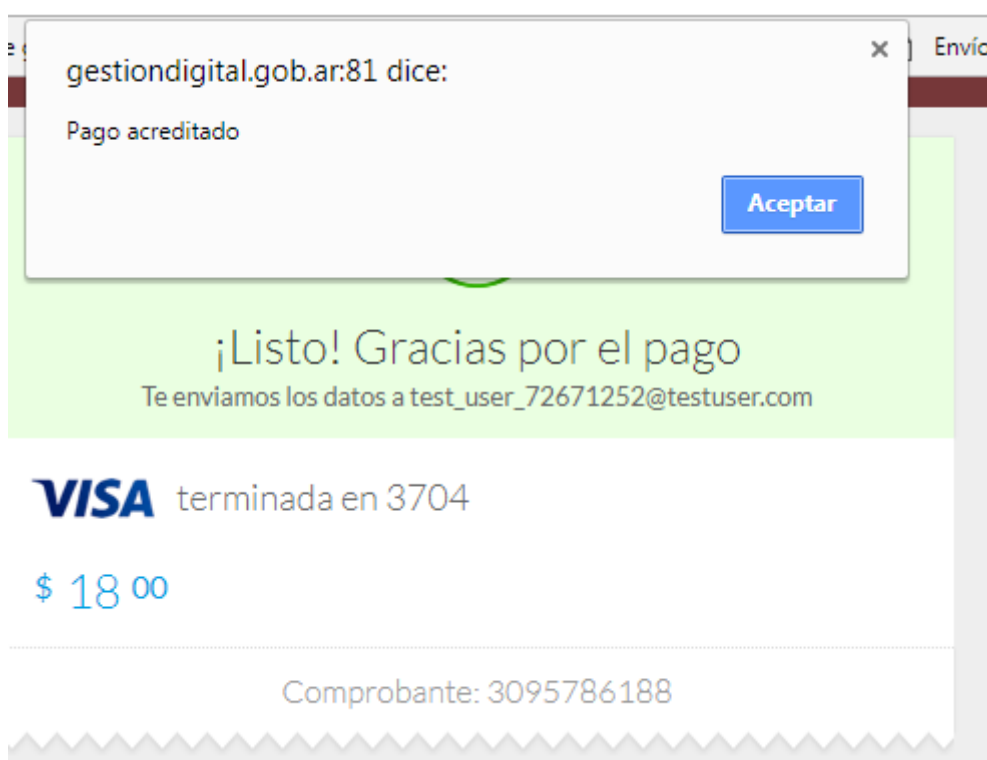 Envío
gestiondigital.gob.ar:81 dice:
Pago acreditado
Aceptar
¡Listo! Gracias por el pago
Te enviamos los datos a test_user_72671252@testuser.com
VISA terminada en 3704
$ 18 00
Comprobante: 3095786188